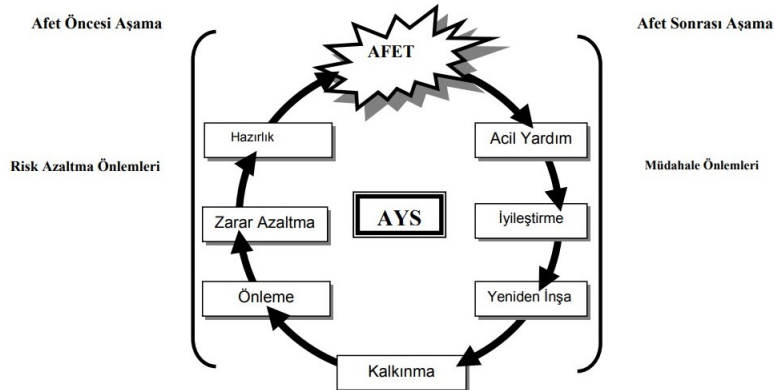 Afet Öncesi Aşama
Afet Sonrası Aşama
AFET
Hazırlık
Acil Yardım
Risk Azaltma Önlemleri
Müdahale Önlemleri
Zarar Azaltma
AYS
İyileştirme
Önleme
Yeniden İnşa
Kalkınma